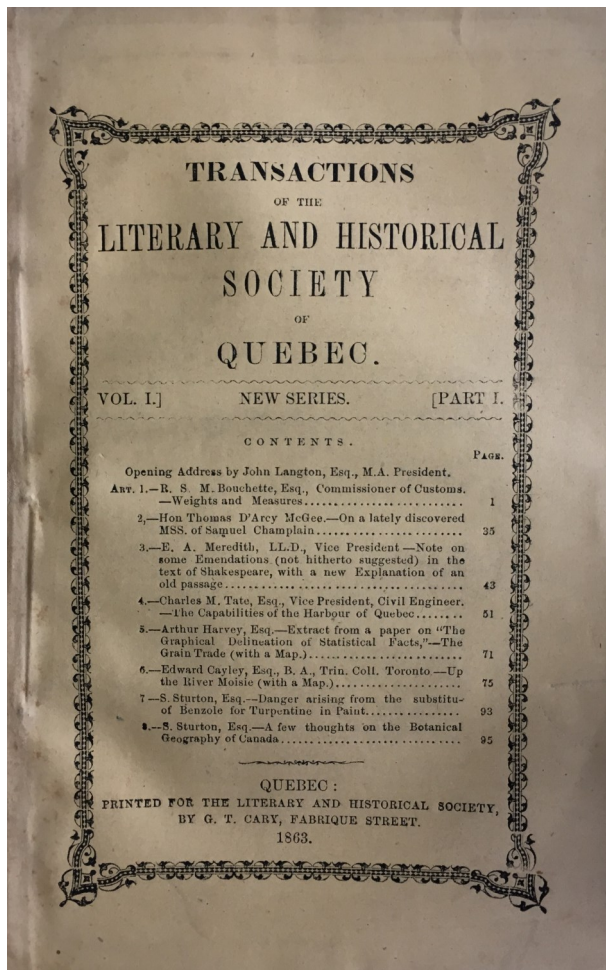 TRANSACTIONS
OF THE
LITERARY AND HISTORICAL
SOCIETY
OF
QUEBEC.
VOL. I.] NEW SERIES. [PART I.
CONTENTS.
PAGE.
Opening Address by John Langton, Esq., M.A. President.
ART. 1.—R. S. M. Bouchette, Esq., Commissioner of Customs.
—Weights and Measures........................ 1
2,—Hon Thomas D'Arcy McGee.—On a lately discovered
MSS. of Samuel Champlain....................... 35
3.—E. A. Meredith, LL.D., Vice President—Note on
some Emendations (not hitherto suggested) in the
text of Shakespeare, with a new Explanation of an
old passage..................................... 43
4.—Charles M. Tate, Esq., Vice President, Civil Engineer.
—The Capabilities of the Harbour of Quebec........ 51
5.—Arthur Harvey, Esq.—Extract from a paper on "The
Graphical Delineation of Statistical Facts,"—The
Grain Trade (with a Map.)........................ 71
6.—Edward Cayley, Esq., B. A., Trin. Coll. Toronto.—Up
the River Moisie (with a Map.)................... 75
7—S. Sturton, Esq.—Danger arising from the substitu-
of Benzole for Turpentine in Paint............... 93
8.—S. Sturton, Esq.—A few thoughts on the Botanical
Geography of Canada............................. 95
QUEBEC:
PRINTED FOR THE LITERARY AND HISTORICAL SOCIETY,
BY G. T. CARY, FABRIQUE STREET.
1863.